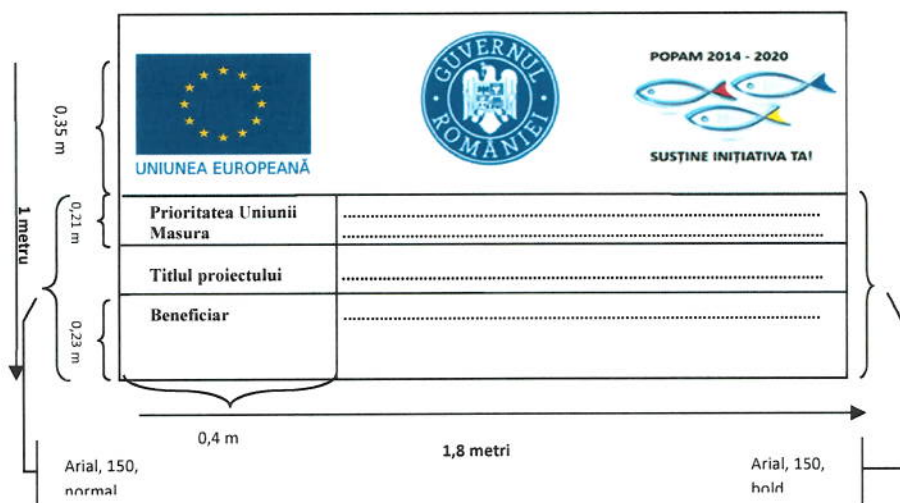 POPAM 2014 - 2020
GUVERNUL
ROMÂNIEI
UNIUNEA EUROPEANĂ
SUSȚINE INIȚIATIVA TA!
0,35 m
1 metru
0,21 m
Prioritatea Uniunii
Masura
Titlul proiectului
Beneficiar
0,23 m
0,4 m
1,8 metri
Arial, 150,
normal
Arial, 150,
bold